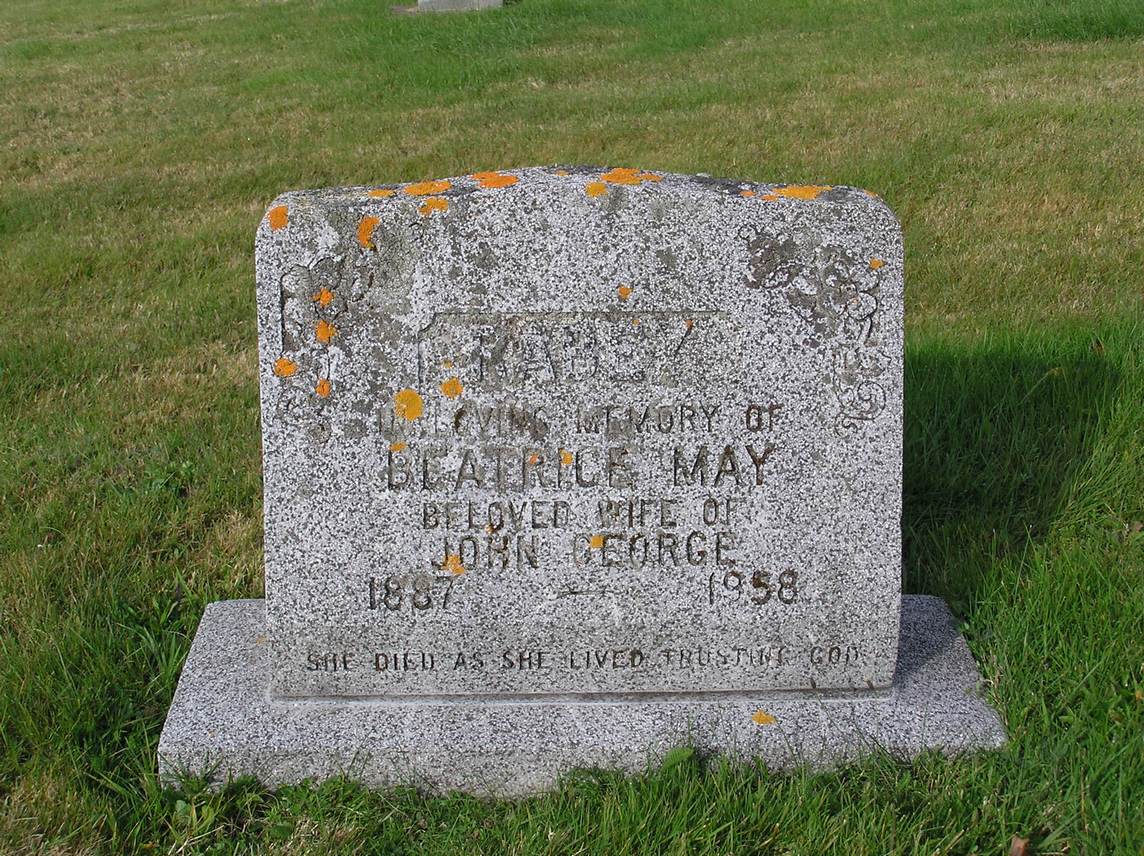 IN LOVING MEMORY OF
BEATRICE MAY
BELOVED WIFE OF
JOHN GEORGE
1887 — 1958
SHE DIED AS SHE LIVED TRUSTING GOD